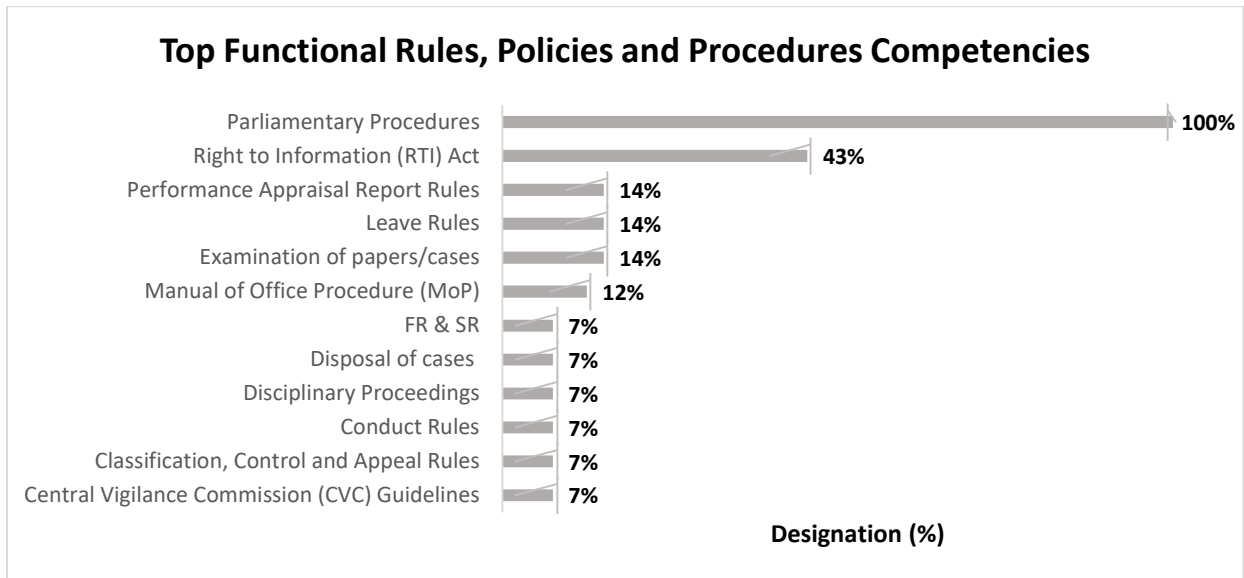 Top Functional Rules, Policies and Procedures Competencies
Parliamentary Procedures 100%
Right to Information (RTI) Act 43%
Performance Appraisal Report Rules 14%
Leave Rules 14%
Examination of papers/cases 14%
Manual of Office Procedure (MoP) 12%
FR & SR 7%
Disposal of cases 7%
Disciplinary Proceedings 7%
Conduct Rules 7%
Classification, Control and Appeal Rules 7%
Central Vigilance Commission (CVC) Guidelines 7%
Designation (%)